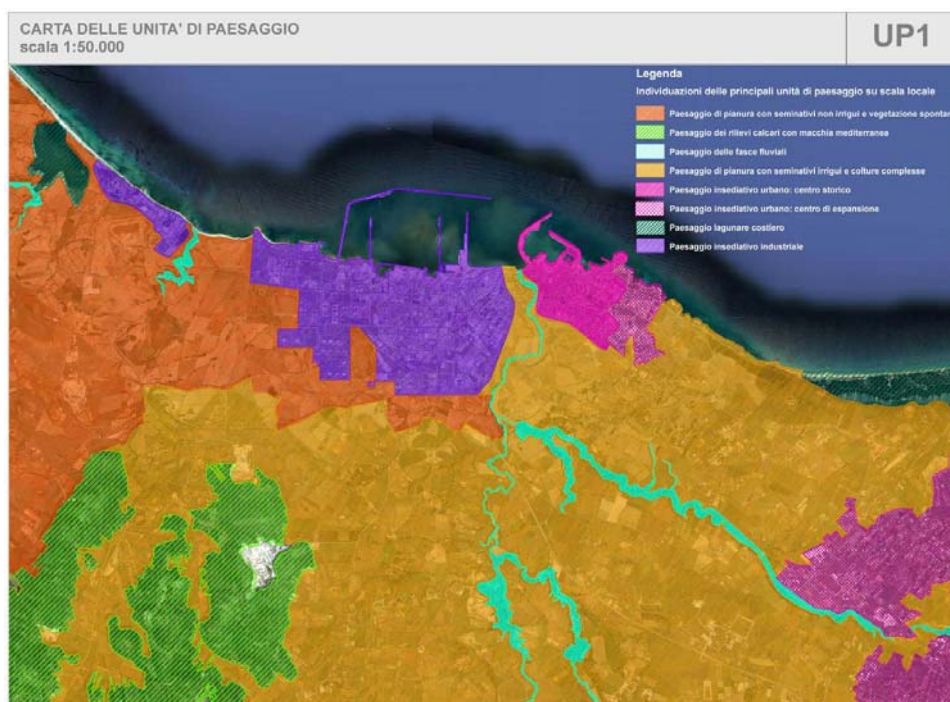 CARTA DELLE UNITA' DI PAESAGGIO
scala 1:50.000
UP1
Legenda
Individuazioni delle principali unità di paesaggio su scala locale
Paesaggio di pianura con seminativi non irrigui e vegetazione spontan
Paesaggio dei rilievi calcari con macchia mediterranea
Paesaggio delle fasce fluviali
Paesaggio di pianura con seminativi irrigui e colture complesse
Paesaggio insediativo urbano: centro storico
Paesaggio insediativo urbano: centro di espansione
Paesaggio lagunare costiero
Paesaggio insediativo industriale